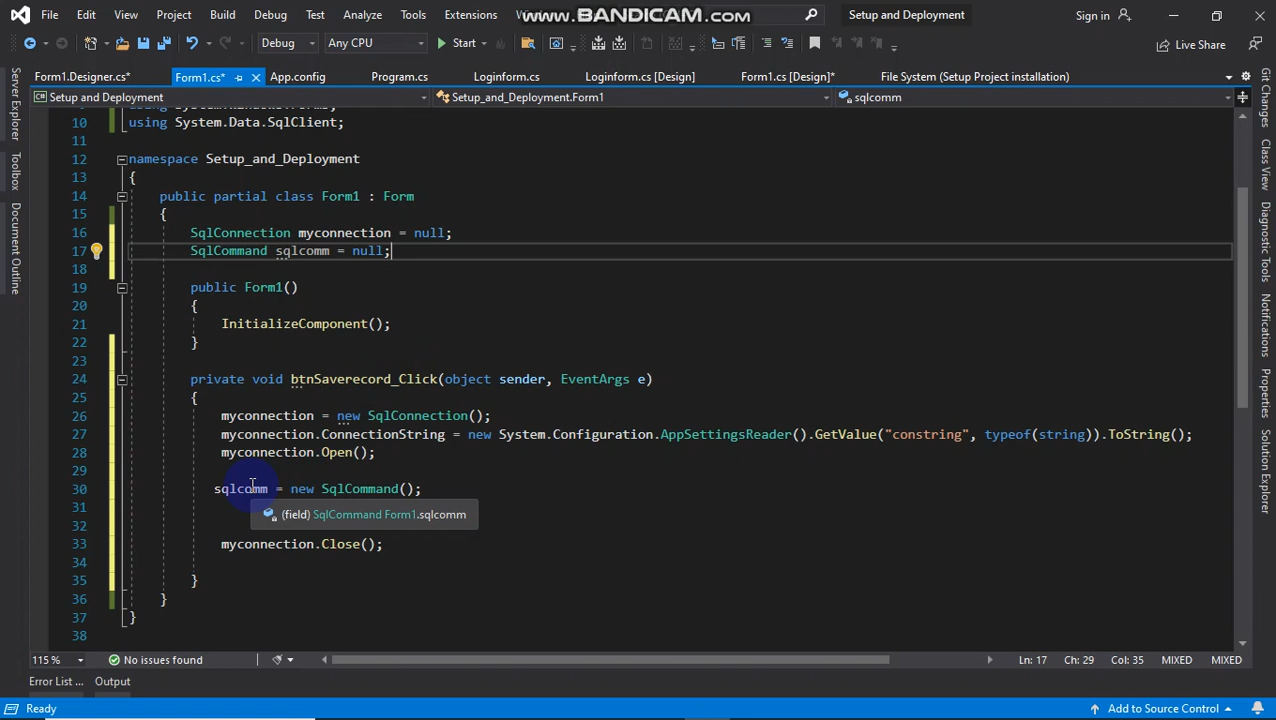 File Edit View Project Build Debug Test Analyze Tools Extensions W www.BANDICAM.com Setup and Deployment Sign in
Debug Any CPU Start Live Share
Form1.Designer.cs* Form1.cs* App.config Program.cs Loginform.cs Loginform.cs [Design] Form1.cs [Design]* File System (Setup Project installation)
Setup and Deployment Setup_and_Deployment.Form1 sqlcomm
Server Explorer
Toolbox
Document Outline
10 using System.Data.SqlClient;
11
12 namespace Setup_and_Deployment
13 {
14 public partial class Form1 : Form
15 {
16 SqlConnection myconnection = null;
17 SqlCommand sqlcomm = null;
18
19 public Form1()
20 {
21 InitializeComponent();
22 }
23
24 private void btnSaverecord_Click(object sender, EventArgs e)
25 {
26 myconnection = new SqlConnection();
27 myconnection.ConnectionString = new System.Configuration.AppSettingsReader().GetValue("constring", typeof(string)).ToString();
28 myconnection.Open();
29
30 sqlcomm = new SqlCommand();
31 (field) SqlCommand Form1.sqlcomm
32
33 myconnection.Close();
34
35 }
36 }
37 }
38
Git Changes
Class View
Notifications
Properties
Solution Explorer
115 % No issues found Ln: 17 Ch: 29 Col: 35 MIXED MIXED
Error List ... Output
Ready Add to Source Control